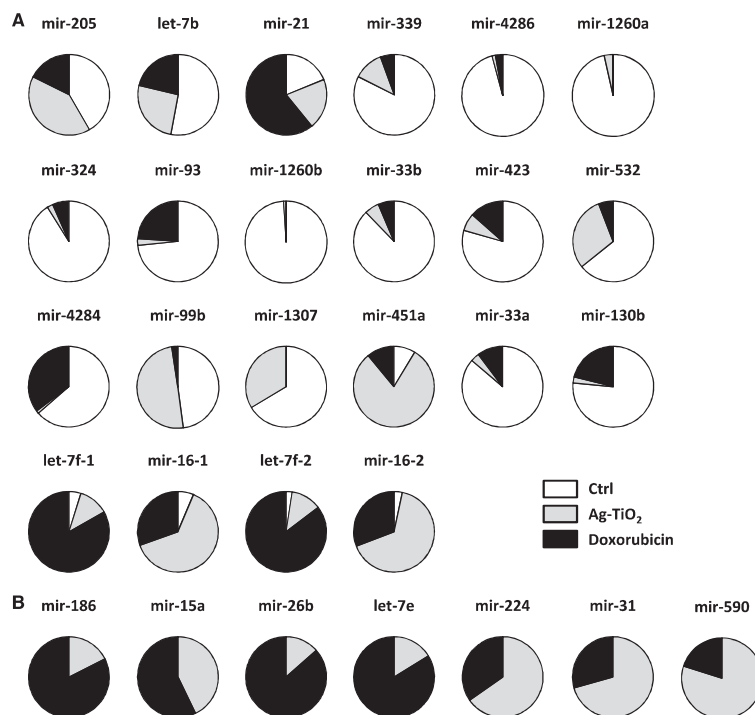 A
mir-205 let-7b mir-21 mir-339 mir-4286 mir-1260a
mir-324 mir-93 mir-1260b mir-33b mir-423 mir-532
mir-4284 mir-99b mir-1307 mir-451a mir-33a mir-130b
let-7f-1 mir-16-1 let-7f-2 mir-16-2
Ctrl
Ag-TiO₂
Doxorubicin
B
mir-186 mir-15a mir-26b let-7e mir-224 mir-31 mir-590